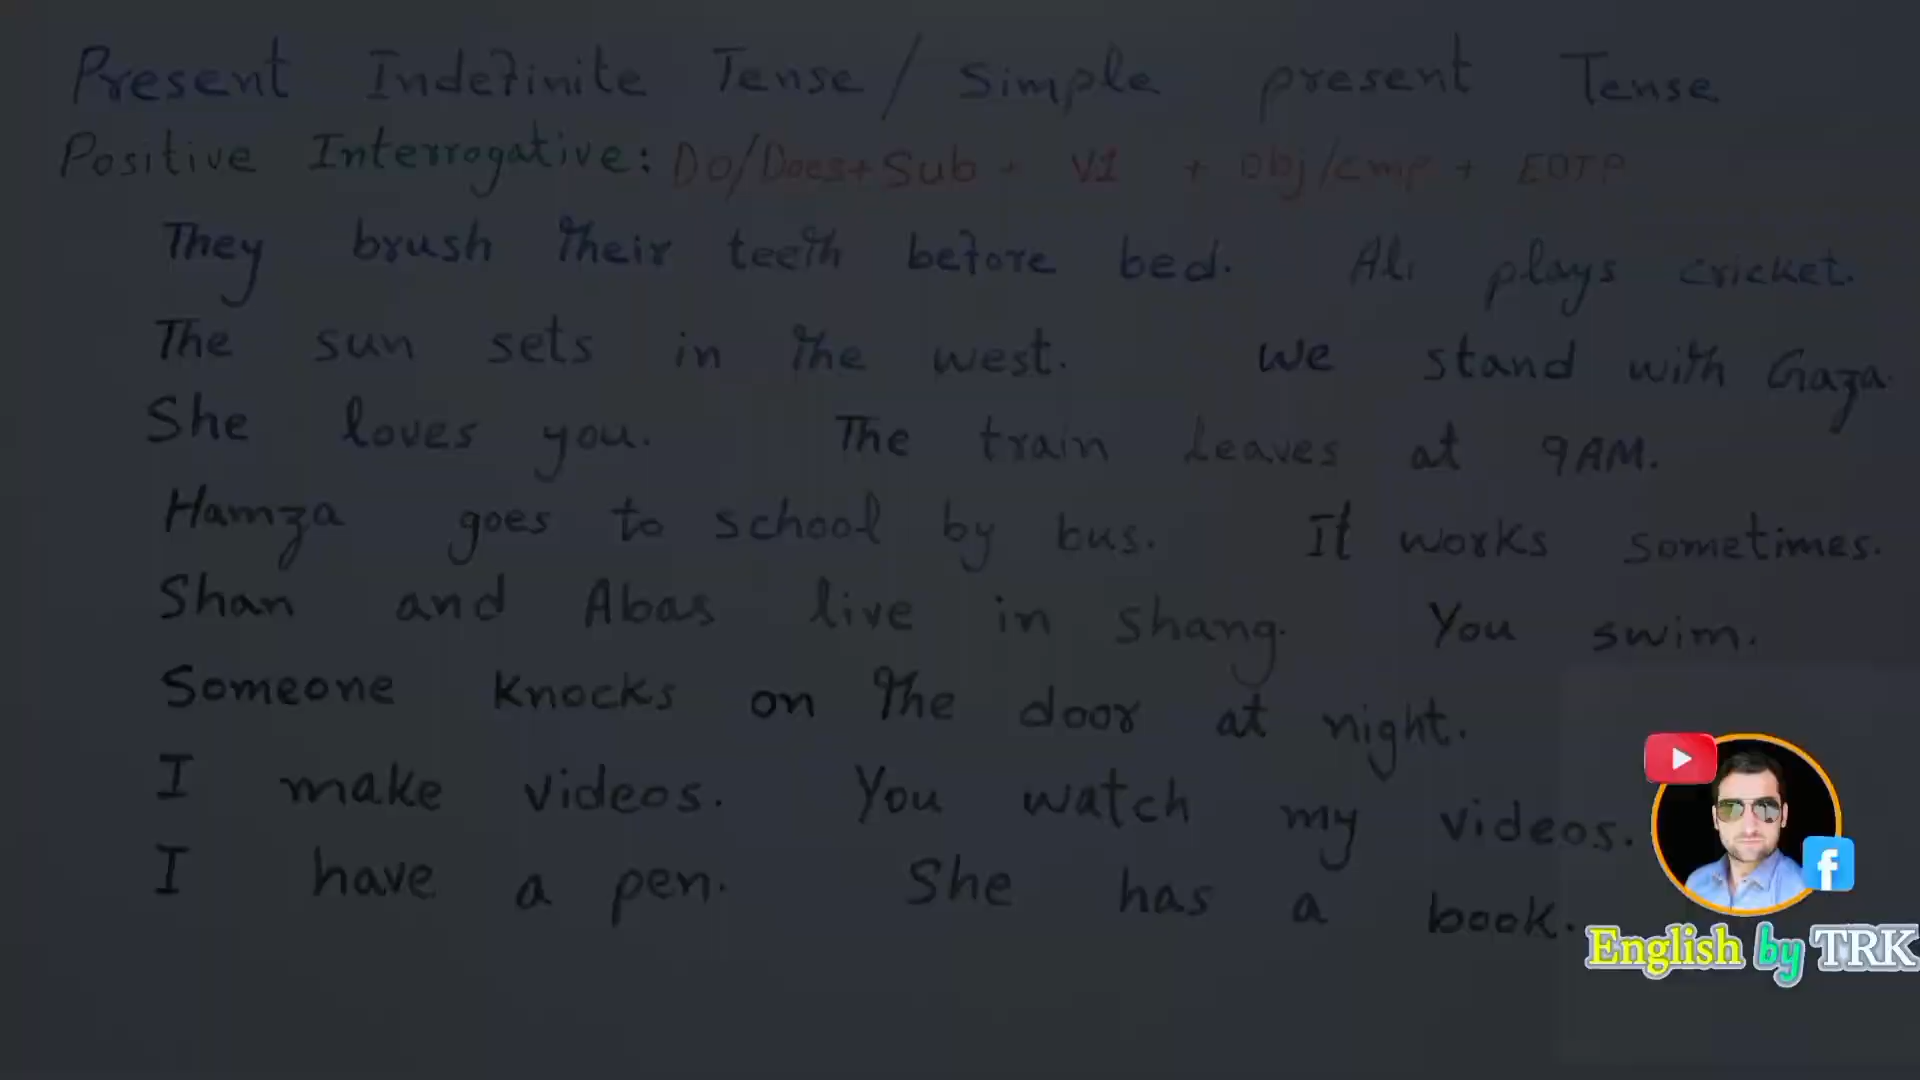 Present Indefinite Tense/ Simple present Tense
Positive Interrogative: Do/Does+Sub + V1 + Obj/cmp + EOTP
They brush their teeth before bed. Ali plays cricket.
The sun sets in the west. We stand with Gaza.
She loves you. The train leaves at 9AM.
Hamza goes to school by bus. It works sometimes.
Shan and Abas live in Shang. You swim.
Someone knocks on the door at night.
I make videos. You watch my videos.
I have a pen. She has a book.
English by TRK